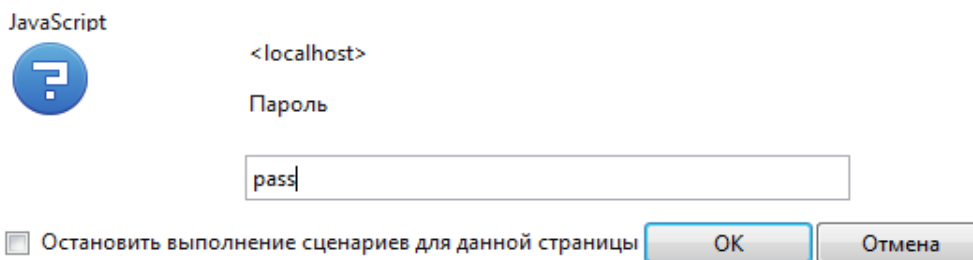 JavaScript
<localhost>
Пароль
pass
Остановить выполнение сценариев для данной страницы
OK
Отмена